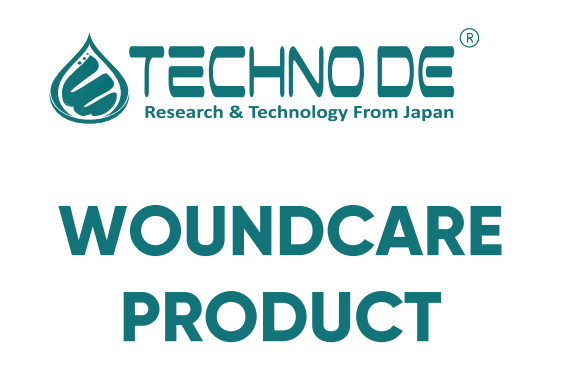 TECHNO DE ®
Research & Technology From Japan
WOUNDCARE
PRODUCT